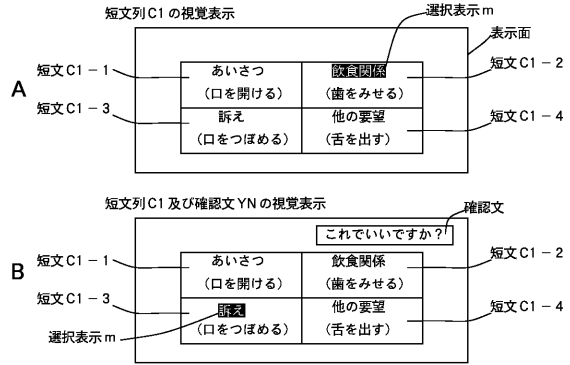 短文列C1の視覚表示
選択表示m
表示面
A
短文C1－1
あいさつ
(口を開ける)
飲食関係
(歯をみせる)
短文C1－2
短文C1－3
訴え
(口をつぼめる)
他の要望
(舌を出す)
短文C1－4
短文列C1及び確認文YNの視覚表示
確認文
これでいいですか？
B
短文C1－1
あいさつ
(口を開ける)
飲食関係
(歯をみせる)
短文C1－2
短文C1－3
訴え
(口をつぼめる)
他の要望
(舌を出す)
短文C1－4
選択表示m